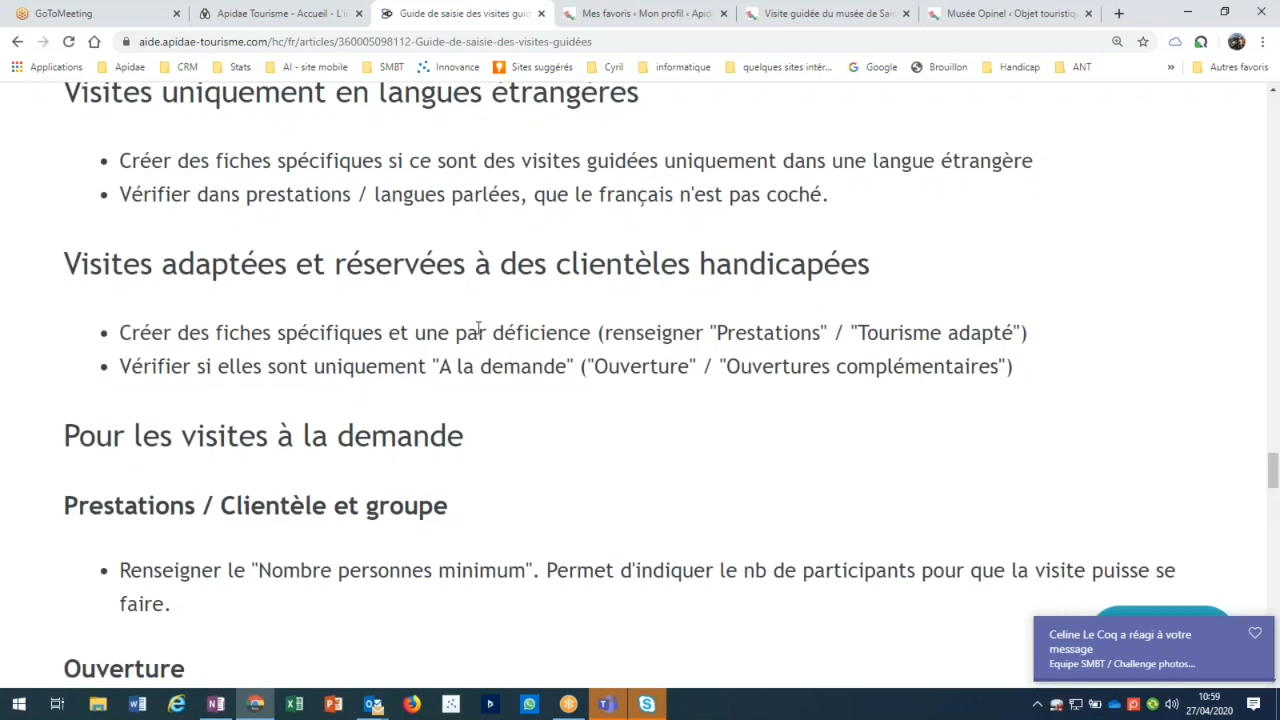 GoToMeeting
Apidae Tourisme - Accueil - L'in
Guide de saisie des visites guid
Mes favoris ‹ Mon profil ‹ Apid
Visite guidée du musée de Sai
Musée Opinel ‹ Objet touristiq
aide.apidae-tourisme.com/hc/fr/articles/360005098112-Guide-de-saisie-des-visites-guidées
Applications
Apidae
CRM
Stats
AI - site mobile
SMBT
Innovance
Sites suggérés
Cyril
informatique
quelques sites intér...
Google
Brouillon
Handicap
ANT
»
Autres favoris
Visites uniquement en langues étrangères
• Créer des fiches spécifiques si ce sont des visites guidées uniquement dans une langue étrangère
• Vérifier dans prestations / langues parlées, que le français n'est pas coché.
Visites adaptées et réservées à des clientèles handicapées
• Créer des fiches spécifiques et une par déficience (renseigner "Prestations" / "Tourisme adapté")
• Vérifier si elles sont uniquement "A la demande" ("Ouverture" / "Ouvertures complémentaires")
Pour les visites à la demande
Prestations / Clientèle et groupe
• Renseigner le "Nombre personnes minimum". Permet d'indiquer le nb de participants pour que la visite puisse se
faire.
Ouverture
Celine Le Coq a réagi à votre
message
Equipe SMBT / Challenge photos...
10:59
27/04/2020